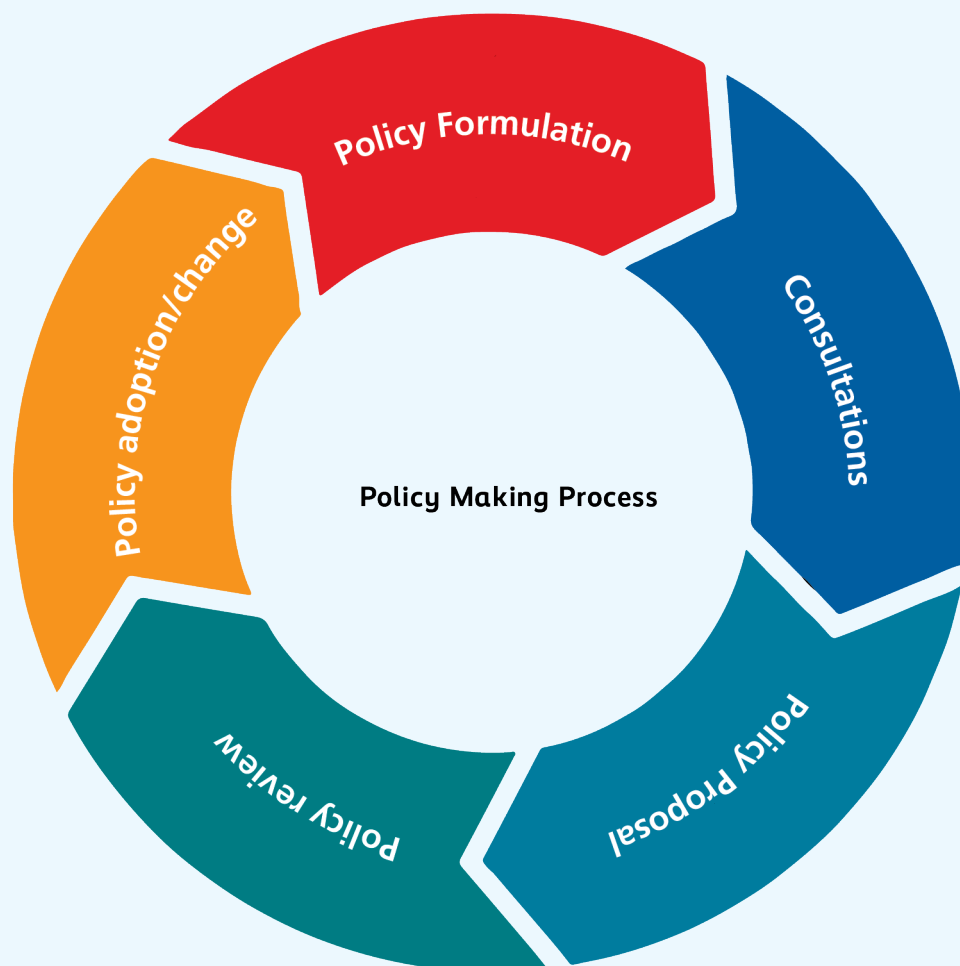 Policy Formulation
Consultations
Policy Proposal
Policy review
Policy adoption/change
Policy Making Process